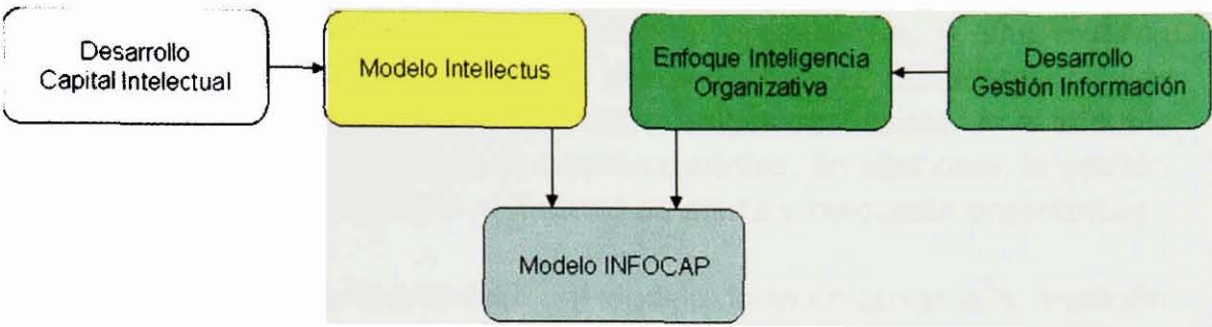 Desarrollo
Capital Intelectual
Modelo Intellectus
Enfoque Inteligencia
Organizativa
Desarrollo
Gestión Información
Modelo INFOCAP